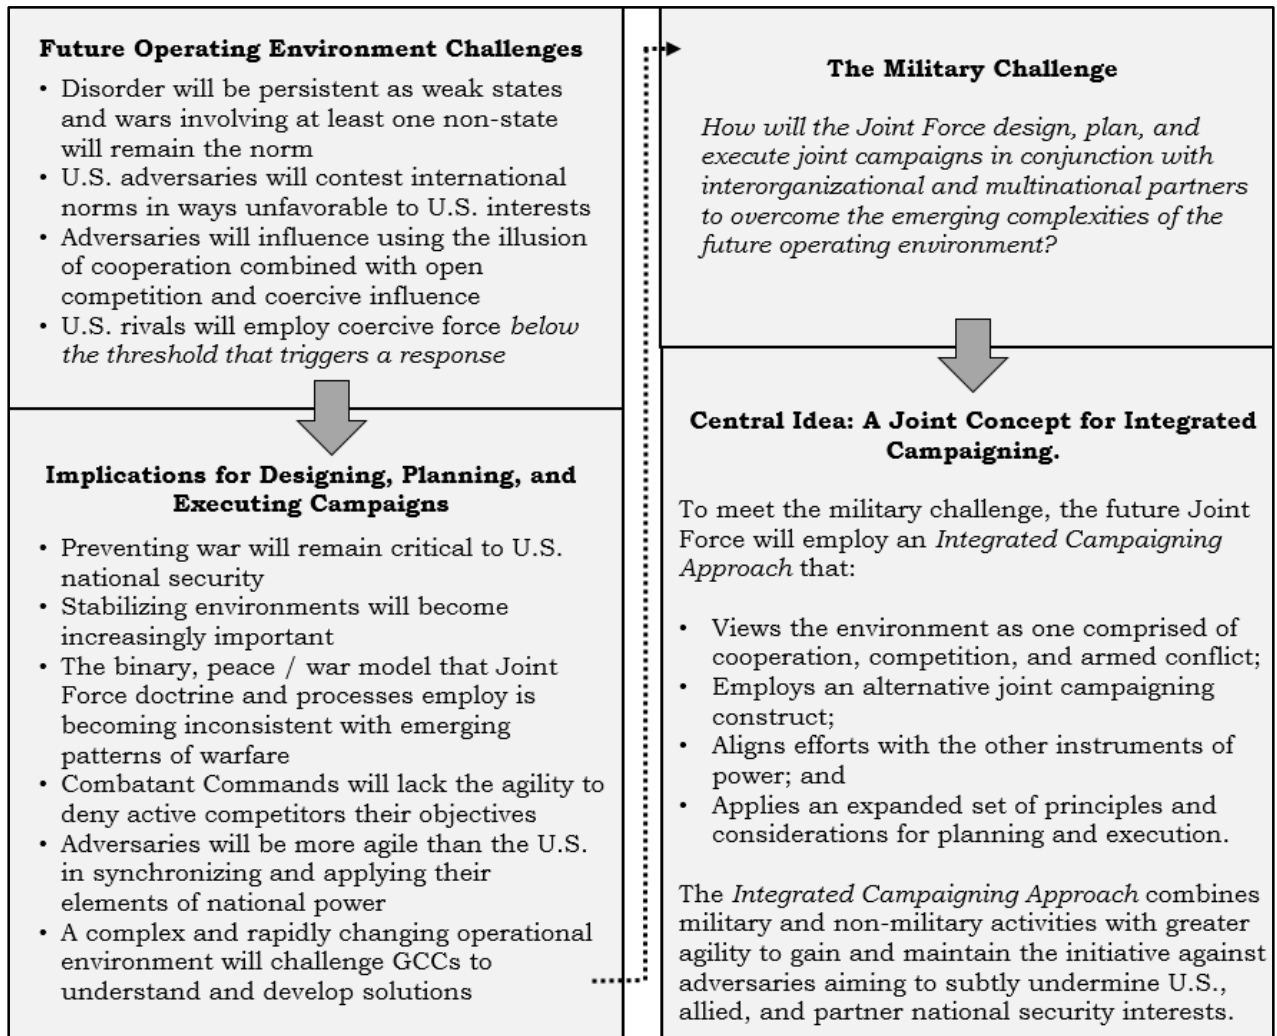 Future Operating Environment Challenges
• Disorder will be persistent as weak states
and wars involving at least one non-state
will remain the norm
• U.S. adversaries will contest international
norms in ways unfavorable to U.S. interests
• Adversaries will influence using the illusion
of cooperation combined with open
competition and coercive influence
• U.S. rivals will employ coercive force below
the threshold that triggers a response
Implications for Designing, Planning, and
Executing Campaigns
• Preventing war will remain critical to U.S.
national security
• Stabilizing environments will become
increasingly important
• The binary, peace / war model that Joint
Force doctrine and processes employ is
becoming inconsistent with emerging
patterns of warfare
• Combatant Commands will lack the agility to
deny active competitors their objectives
• Adversaries will be more agile than the U.S.
in synchronizing and applying their
elements of national power
• A complex and rapidly changing operational
environment will challenge GCCs to
understand and develop solutions
The Military Challenge
How will the Joint Force design, plan, and
execute joint campaigns in conjunction with
interorganizational and multinational partners
to overcome the emerging complexities of the
future operating environment?
Central Idea: A Joint Concept for Integrated
Campaigning.
To meet the military challenge, the future Joint
Force will employ an Integrated Campaigning
Approach that:
• Views the environment as one comprised of
cooperation, competition, and armed conflict;
• Employs an alternative joint campaigning
construct;
• Aligns efforts with the other instruments of
power; and
• Applies an expanded set of principles and
considerations for planning and execution.
The Integrated Campaigning Approach combines
military and non-military activities with greater
agility to gain and maintain the initiative against
adversaries aiming to subtly undermine U.S.,
allied, and partner national security interests.